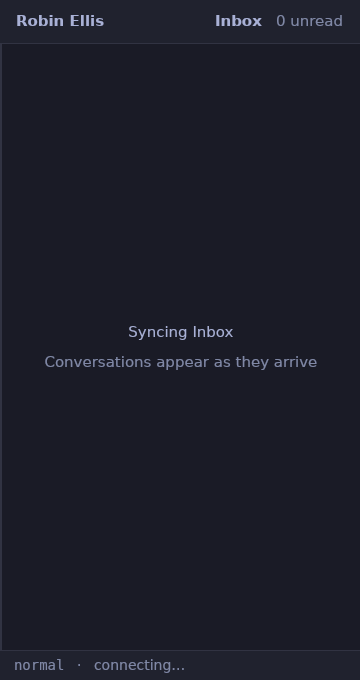 Robin Ellis Inbox 0 unread
Syncing Inbox
Conversations appear as they arrive
normal · connecting…